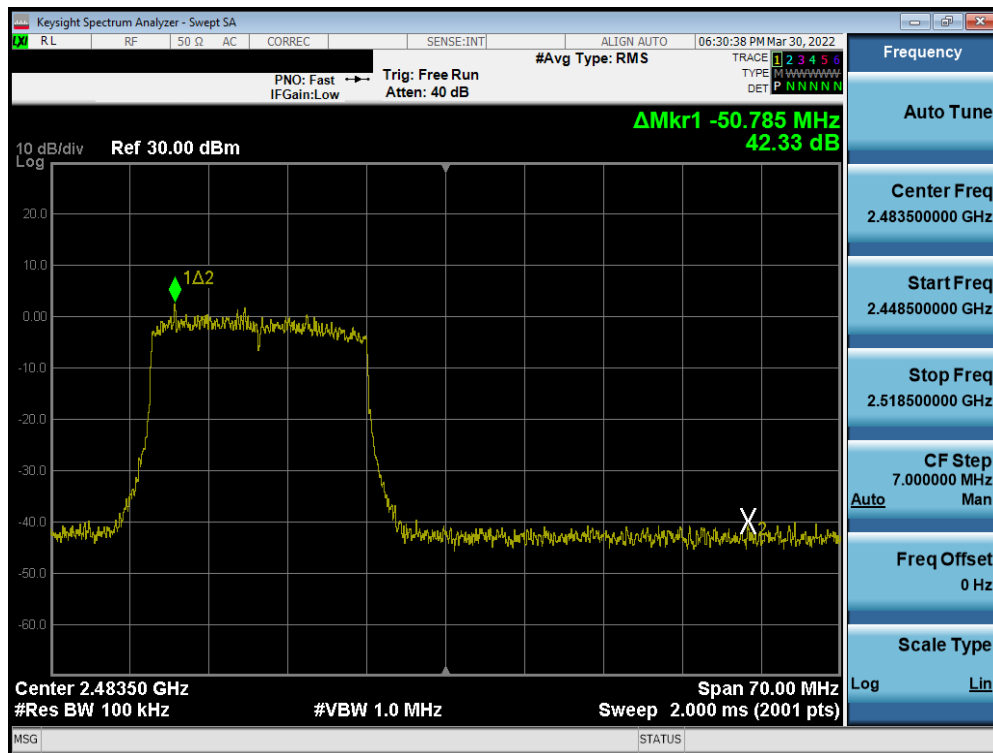 Keysight Spectrum Analyzer - Swept SA
LXI RL RF 50 Ω AC CORREC SENSE:INT ALIGN AUTO 06:30:38 PM Mar 30, 2022
#Avg Type: RMS
TRACE 1 2 3 4 5 6
PNO: Fast Trig: Free Run
TYPE M W W W W W
IFGain:Low Atten: 40 dB
DET P N N N N N
ΔMkr1 -50.785 MHz
42.33 dB
10 dB/div Ref 30.00 dBm
Log
20.0
10.0
0.00
-10.0
-20.0
-30.0
-40.0
-50.0
-60.0
1Δ2
X2
Center 2.48350 GHz
Span 70.00 MHz
#Res BW 100 kHz
#VBW 1.0 MHz
Sweep 2.000 ms (2001 pts)
MSG
STATUS
Frequency
Auto Tune
Center Freq
2.483500000 GHz
Start Freq
2.448500000 GHz
Stop Freq
2.518500000 GHz
CF Step
7.000000 MHz
Auto Man
Freq Offset
0 Hz
Scale Type
Log Lin